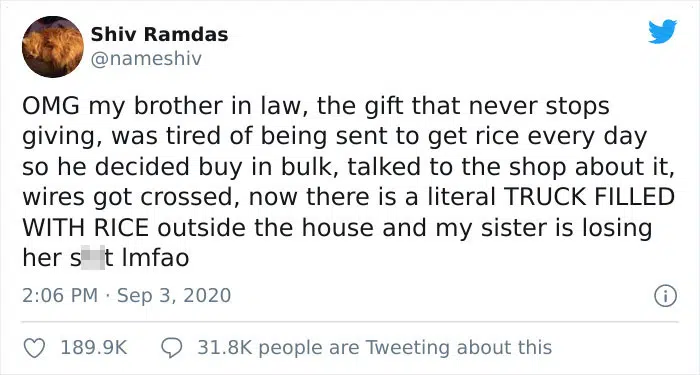 Shiv Ramdas
@nameshiv
OMG my brother in law, the gift that never stops
giving, was tired of being sent to get rice every day
so he decided buy in bulk, talked to the shop about it,
wires got crossed, now there is a literal TRUCK FILLED
WITH RICE outside the house and my sister is losing
her s t lmfao
2:06 PM · Sep 3, 2020
189.9K 31.8K people are Tweeting about this